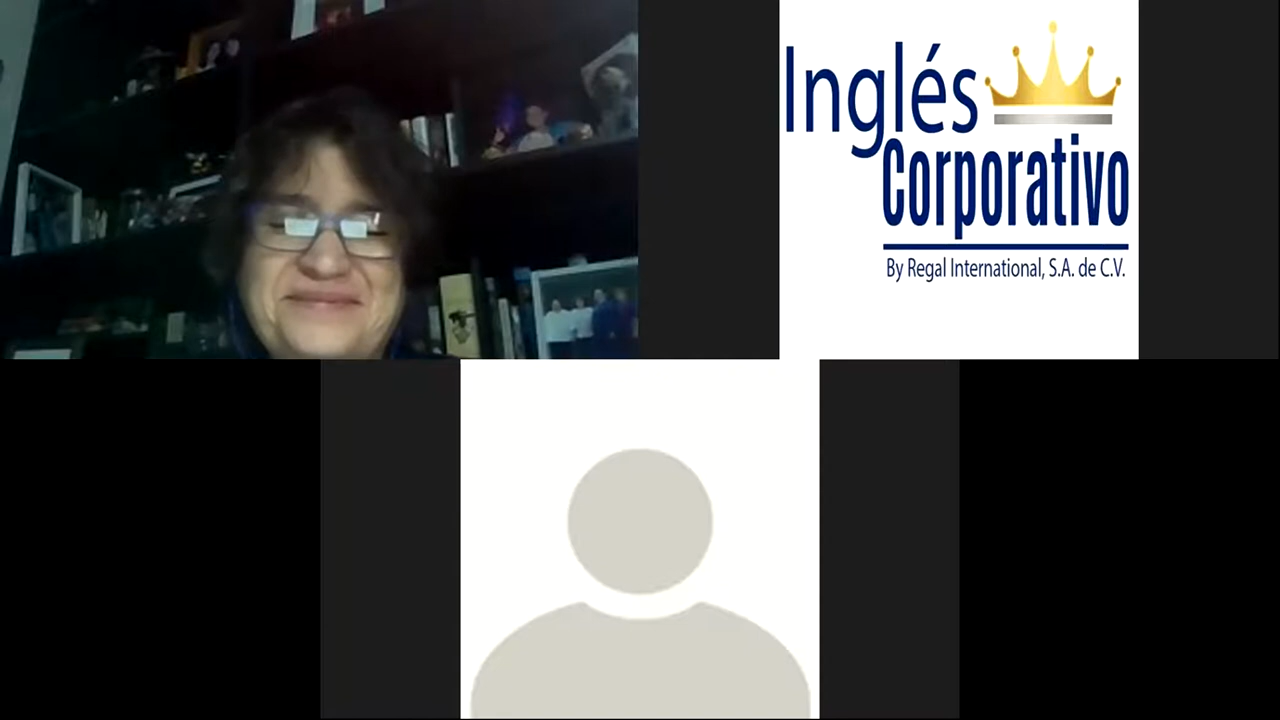 Inglés
Corporativo
By Regal International, S.A. de C.V.